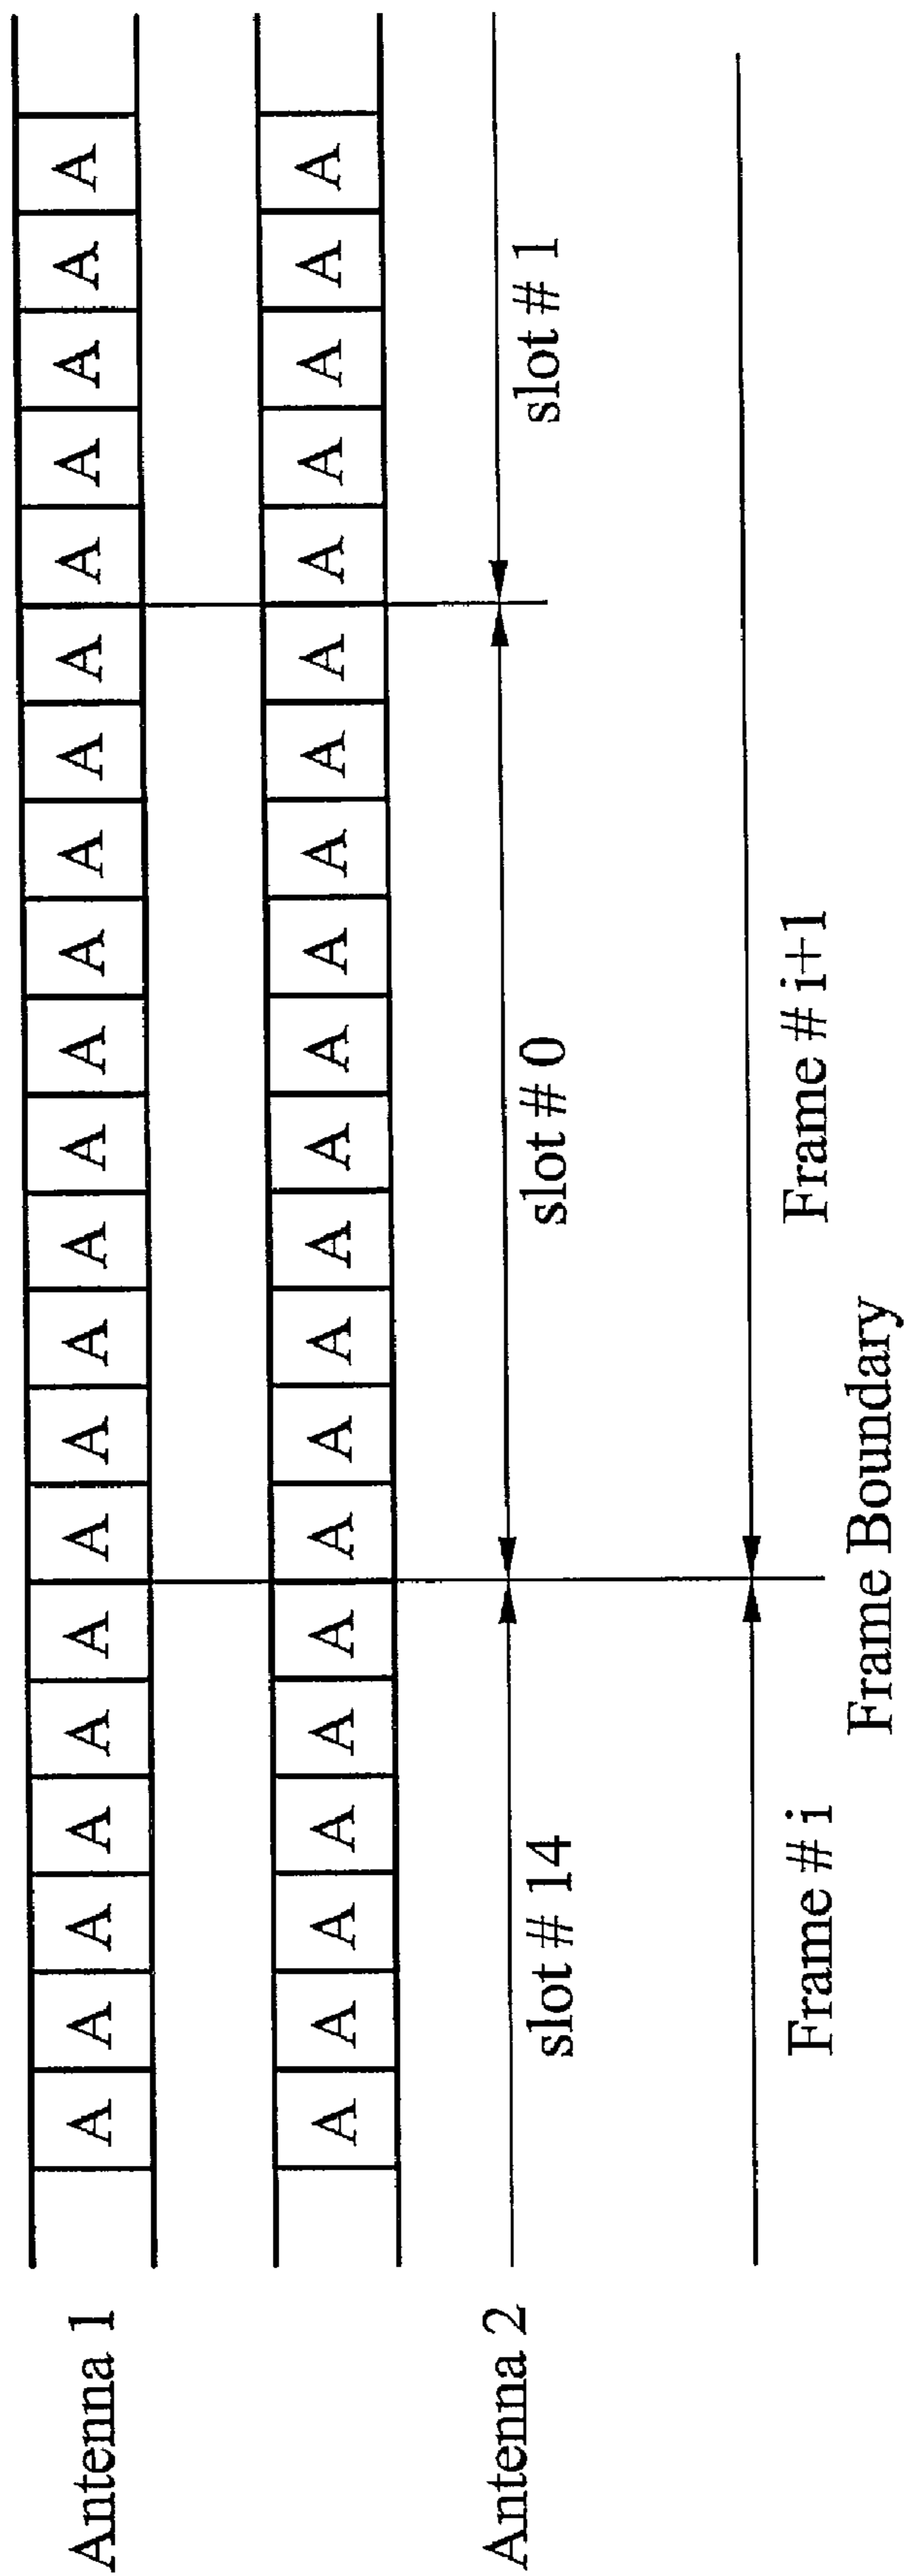 Antenna 1 A A A A A A A A A A A A A A A A A A A A A
A A A A A A A A A A A A A A A A A A A A A
Antenna 2 slot # 14 slot # 0 slot # 1
Frame # i Frame # i+1
Frame Boundary